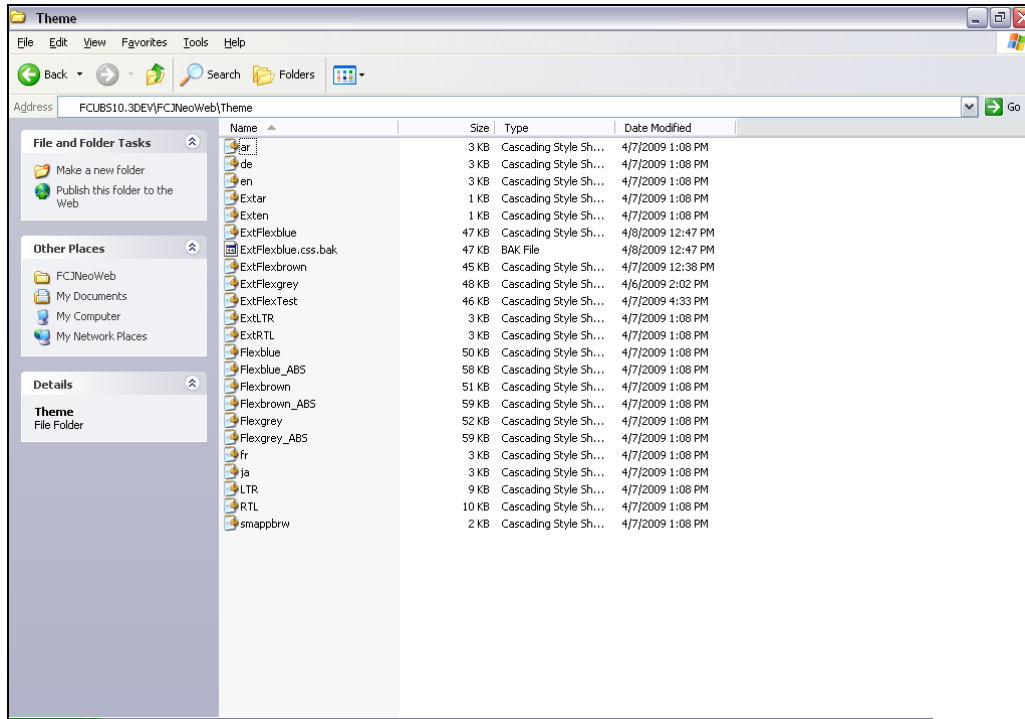 Theme
File Edit View Favorites Tools Help
Back Search Folders
Address FCUBS10.3DEV\FCJNeoWeb\Theme Go
File and Folder Tasks
Make a new folder
Publish this folder to the
Web
Other Places
FCJNeoWeb
My Documents
My Computer
My Network Places
Details
Theme
File Folder
Name Size Type Date Modified
ar 3 KB Cascading Style Sh... 4/7/2009 1:08 PM
de 3 KB Cascading Style Sh... 4/7/2009 1:08 PM
en 3 KB Cascading Style Sh... 4/7/2009 1:08 PM
Extar 1 KB Cascading Style Sh... 4/7/2009 1:08 PM
Exten 1 KB Cascading Style Sh... 4/7/2009 1:08 PM
ExtFlexblue 47 KB Cascading Style Sh... 4/8/2009 12:47 PM
ExtFlexblue.css.bak 47 KB BAK File 4/8/2009 12:47 PM
ExtFlexbrown 45 KB Cascading Style Sh... 4/7/2009 12:38 PM
ExtFlexgrey 48 KB Cascading Style Sh... 4/6/2009 2:02 PM
ExtFlexTest 46 KB Cascading Style Sh... 4/7/2009 4:33 PM
ExtLTR 3 KB Cascading Style Sh... 4/7/2009 1:08 PM
ExtRTL 3 KB Cascading Style Sh... 4/7/2009 1:08 PM
Flexblue 50 KB Cascading Style Sh... 4/7/2009 1:08 PM
Flexblue_ABS 58 KB Cascading Style Sh... 4/7/2009 1:08 PM
Flexbrown 51 KB Cascading Style Sh... 4/7/2009 1:08 PM
Flexbrown_ABS 59 KB Cascading Style Sh... 4/7/2009 1:08 PM
Flexgrey 52 KB Cascading Style Sh... 4/7/2009 1:08 PM
Flexgrey_ABS 59 KB Cascading Style Sh... 4/7/2009 1:08 PM
fr 3 KB Cascading Style Sh... 4/7/2009 1:08 PM
ja 3 KB Cascading Style Sh... 4/7/2009 1:08 PM
LTR 9 KB Cascading Style Sh... 4/7/2009 1:08 PM
RTL 10 KB Cascading Style Sh... 4/7/2009 1:08 PM
smappbrw 2 KB Cascading Style Sh... 4/7/2009 1:08 PM